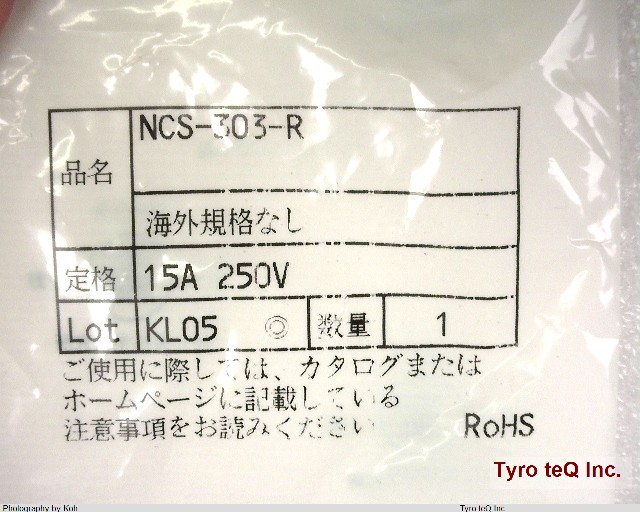 NCS-303-R
品名
海外規格なし
定格 15A 250V
Lot KL05 ◎ 数量 1
ご使用に際しては、カタログまたは
ホームページに記載している
注意事項をお読みください
RoHS
Tyro teQ Inc.
Photography by Koh Tyro teQ Inc